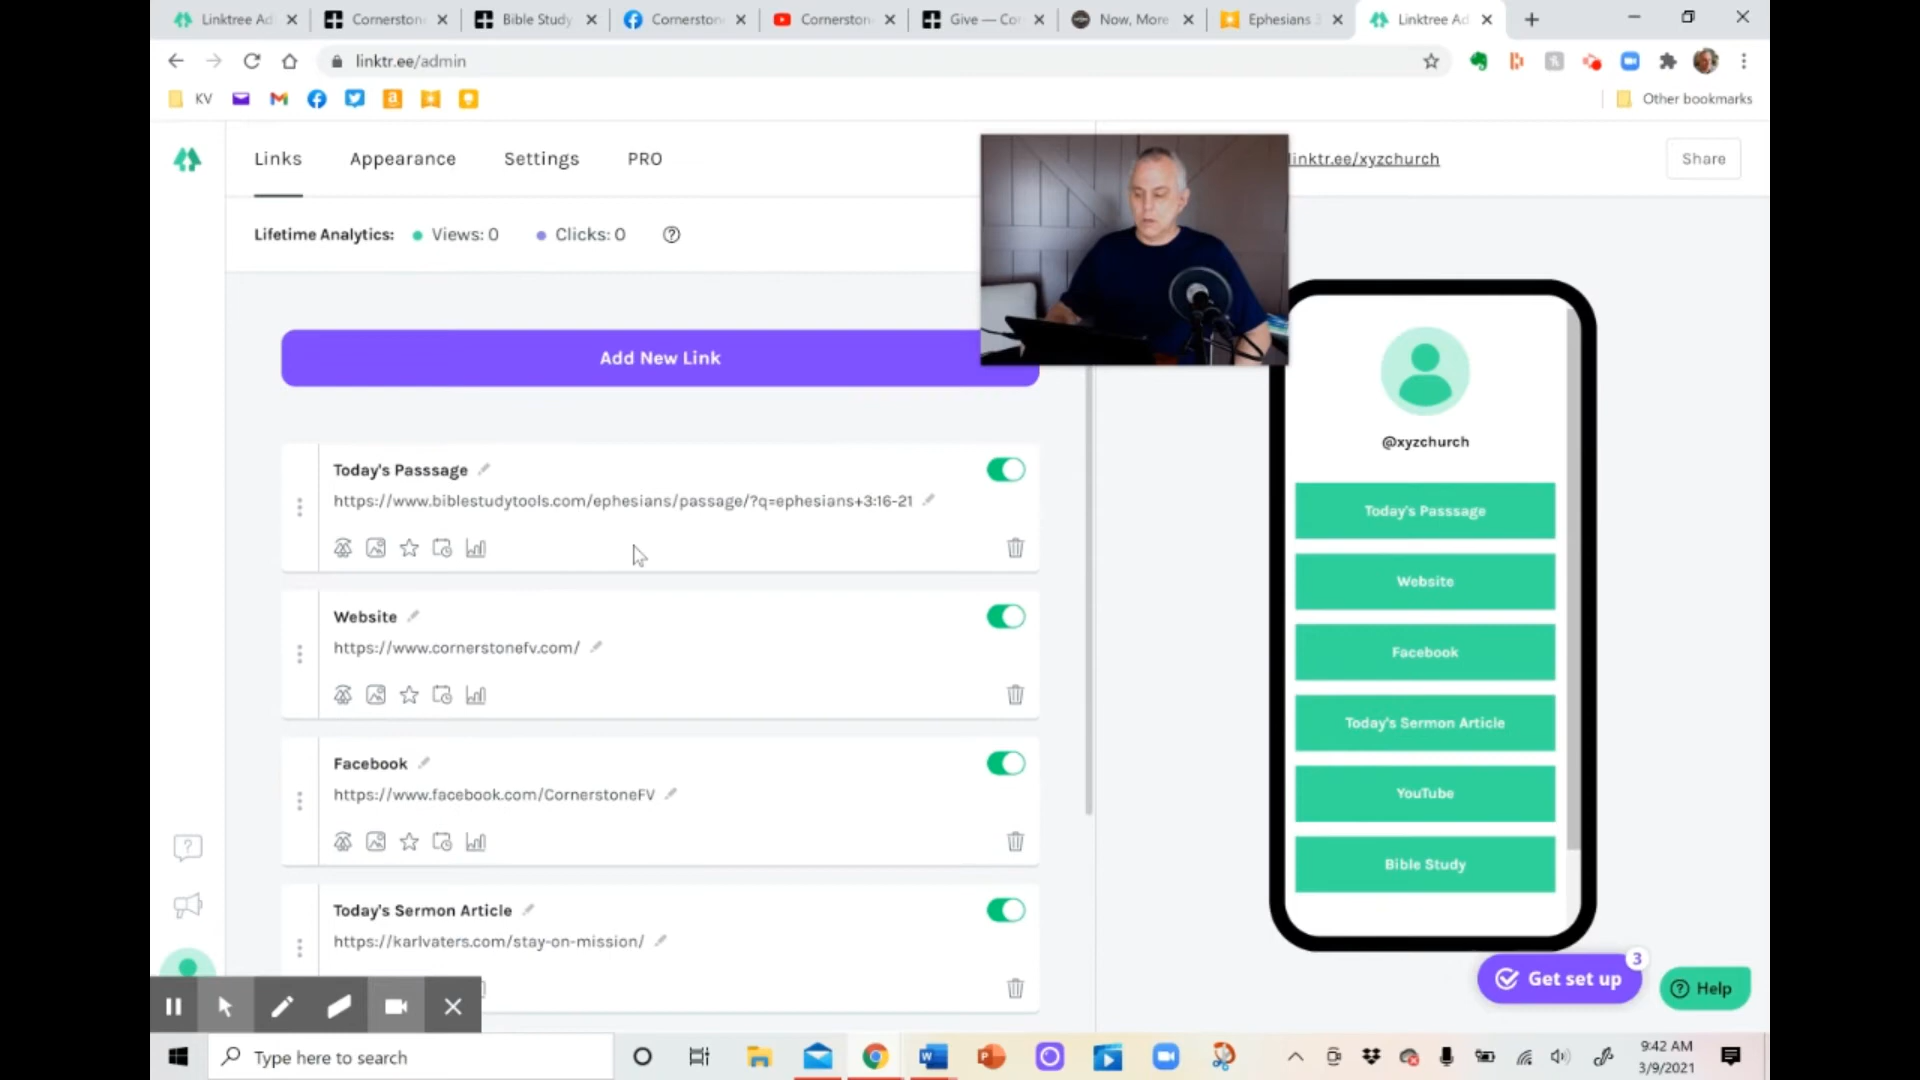 Linktree Ad
Cornerston
Bible Study
Cornerston
Cornerston
Give — Co
Now, More
Ephesians 3
Linktree Ad
linktr.ee/admin
KV
Other bookmarks
Links
Appearance
Settings
PRO
linktr.ee/xyzchurch
Share
Lifetime Analytics:
Views: 0
Clicks: 0
Add New Link
Today's Passsage
https://www.biblestudytools.com/ephesians/passage/?q=ephesians+3:16-21
Website
https://www.cornerstonefv.com/
Facebook
https://www.facebook.com/CornerstoneFV
Today's Sermon Article
https://karlvaters.com/stay-on-mission/
@xyzchurch
Today's Passsage
Website
Facebook
Today's Sermon Article
YouTube
Bible Study
3
Get set up
Help
Type here to search
9:42 AM
3/9/2021